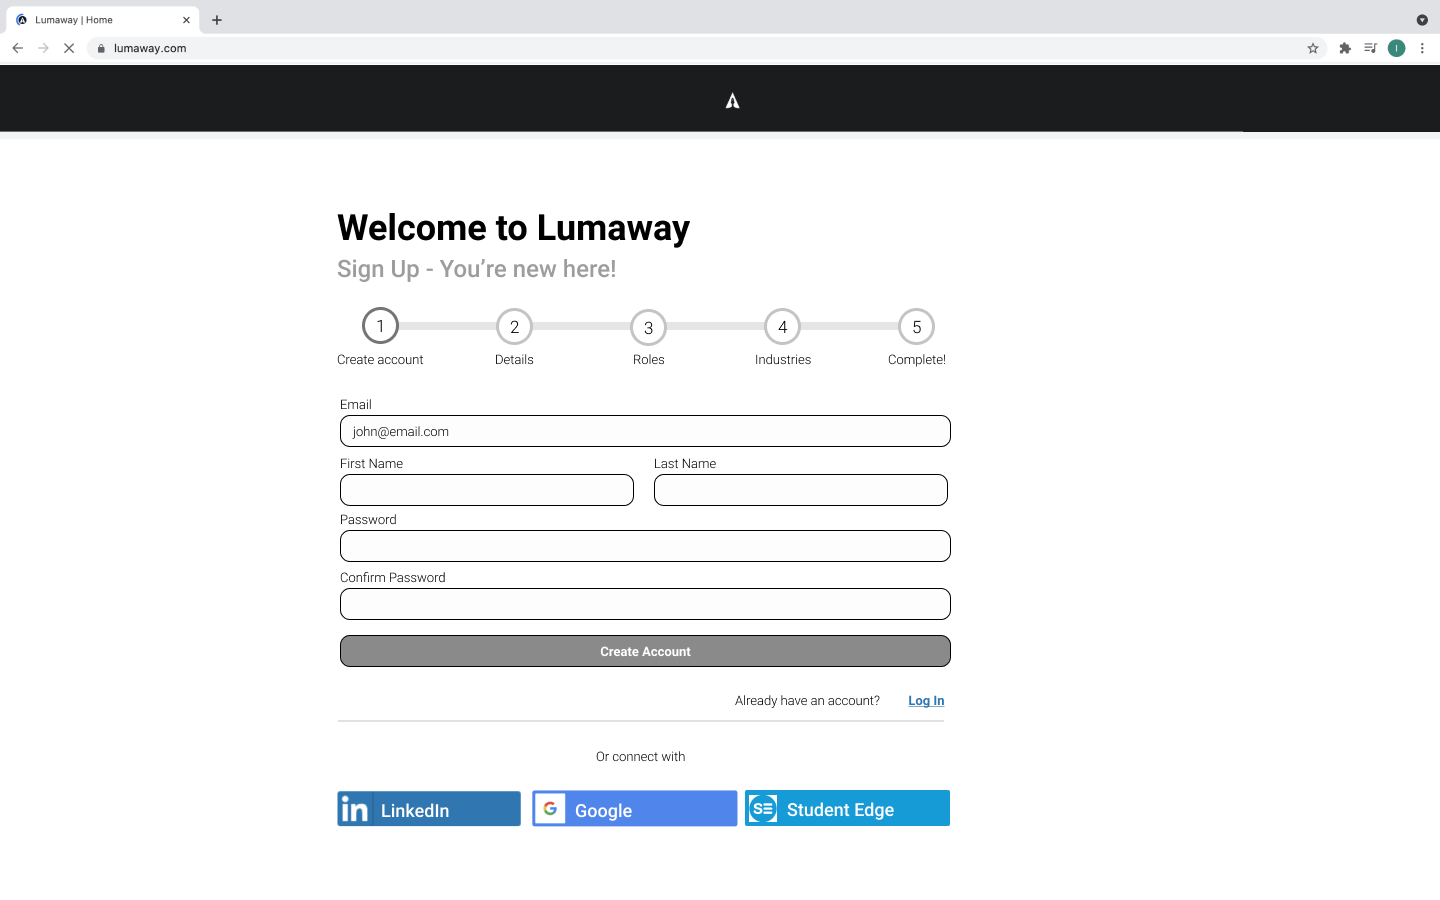 Lumaway | Home
lumaway.com
I
Welcome to Lumaway
Sign Up - You’re new here!
1 2 3 4 5
Create account Details Roles Industries Complete!
Email
john@email.com
First Name Last Name
Password
Confirm Password
Create Account
Already have an account? Log In
Or connect with
in LinkedIn G Google SE Student Edge